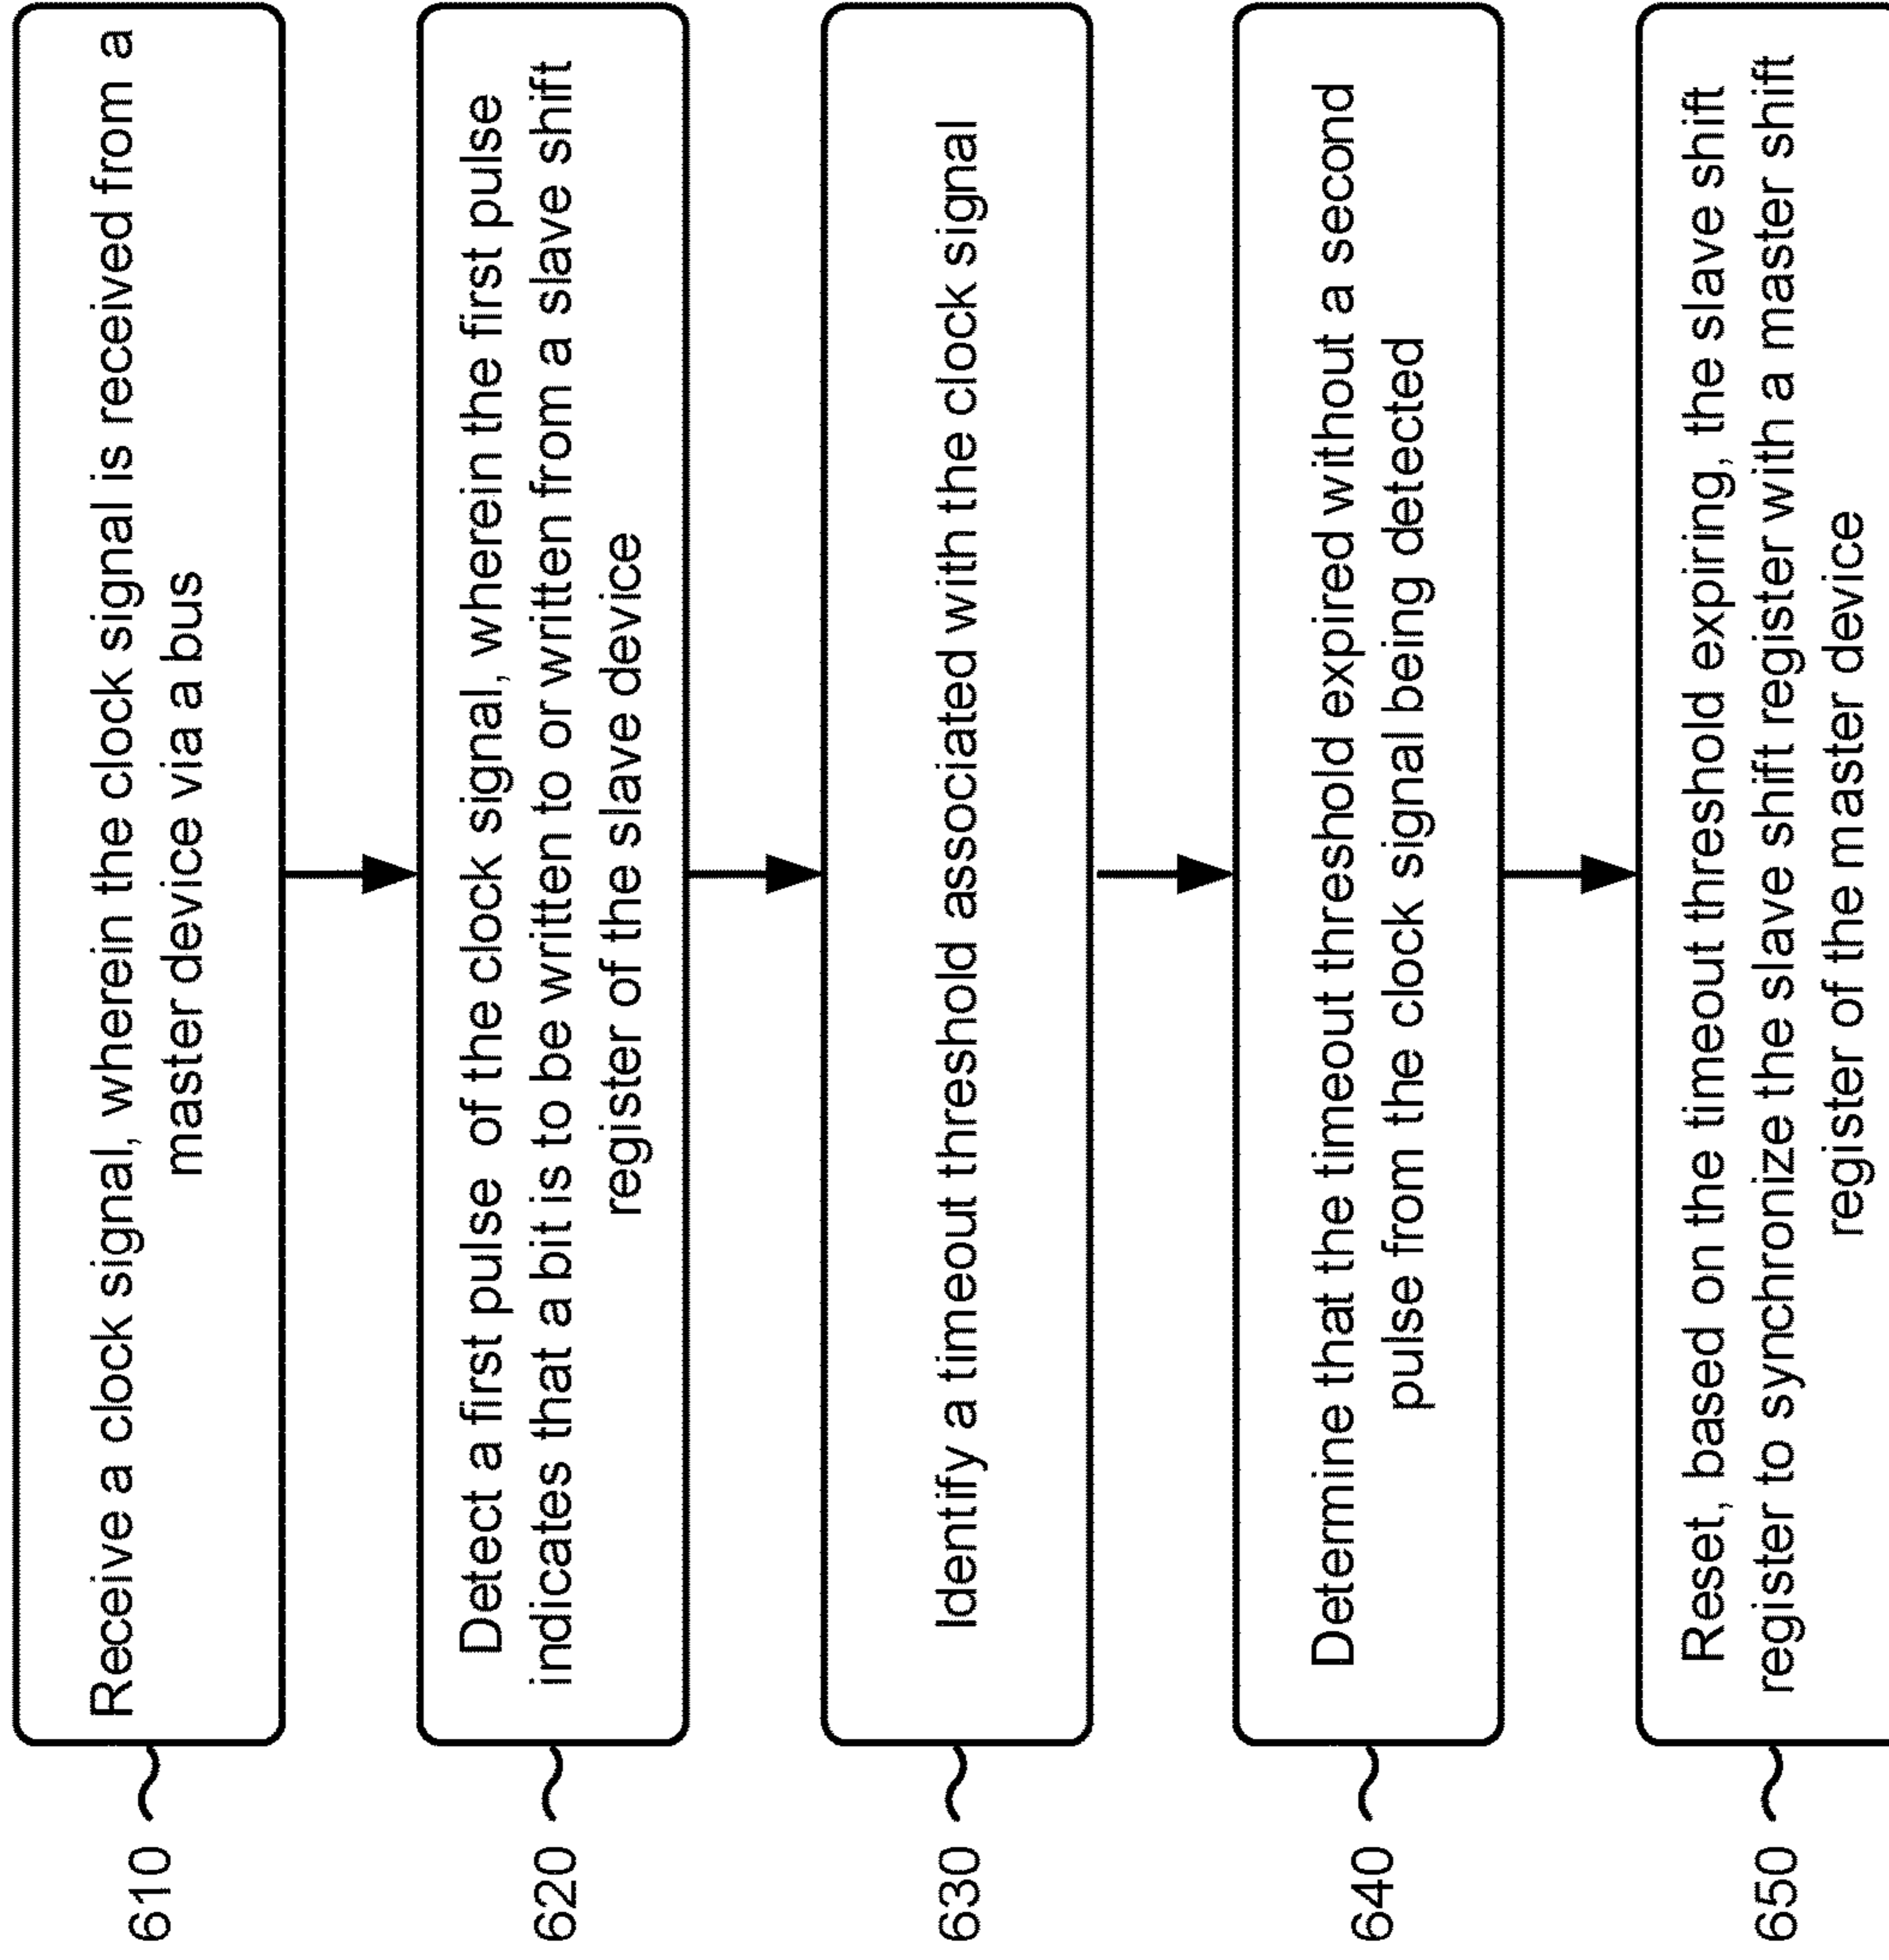 610
Receive a clock signal, wherein the clock signal is received from a
master device via a bus
620
Detect a first pulse of the clock signal, wherein the first pulse
indicates that a bit is to be written to or written from a slave shift
register of the slave device
630
Identify a timeout threshold associated with the clock signal
640
Determine that the timeout threshold expired without a second
pulse from the clock signal being detected
650
Reset, based on the timeout threshold expiring, the slave shift
register to synchronize the slave shift register with a master shift
register of the master device